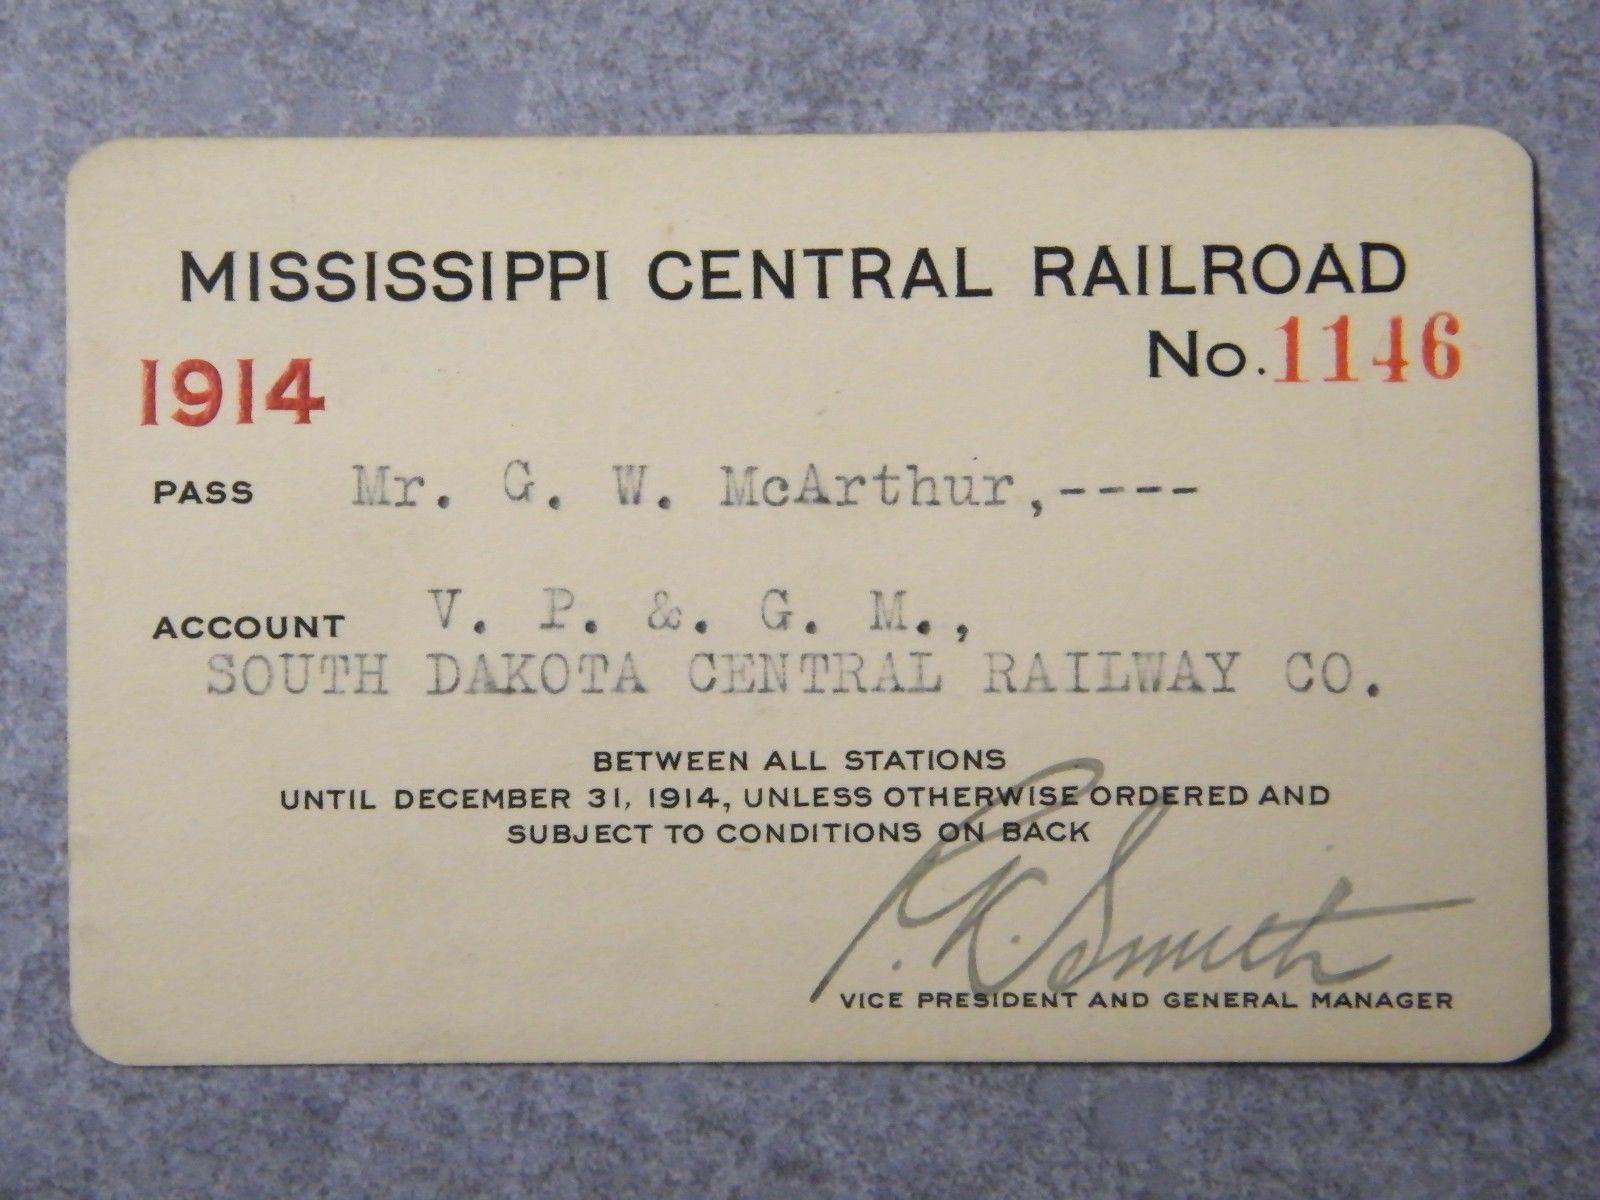 MISSISSIPPI CENTRAL RAILROAD
No. 1146
1914
PASS Mr. G. W. McArthur,----
ACCOUNT V. P. &. G. M.,
SOUTH DAKOTA CENTRAL RAILWAY CO.
BETWEEN ALL STATIONS
UNTIL DECEMBER 31, 1914, UNLESS OTHERWISE ORDERED AND
SUBJECT TO CONDITIONS ON BACK
K. Smith
VICE PRESIDENT AND GENERAL MANAGER